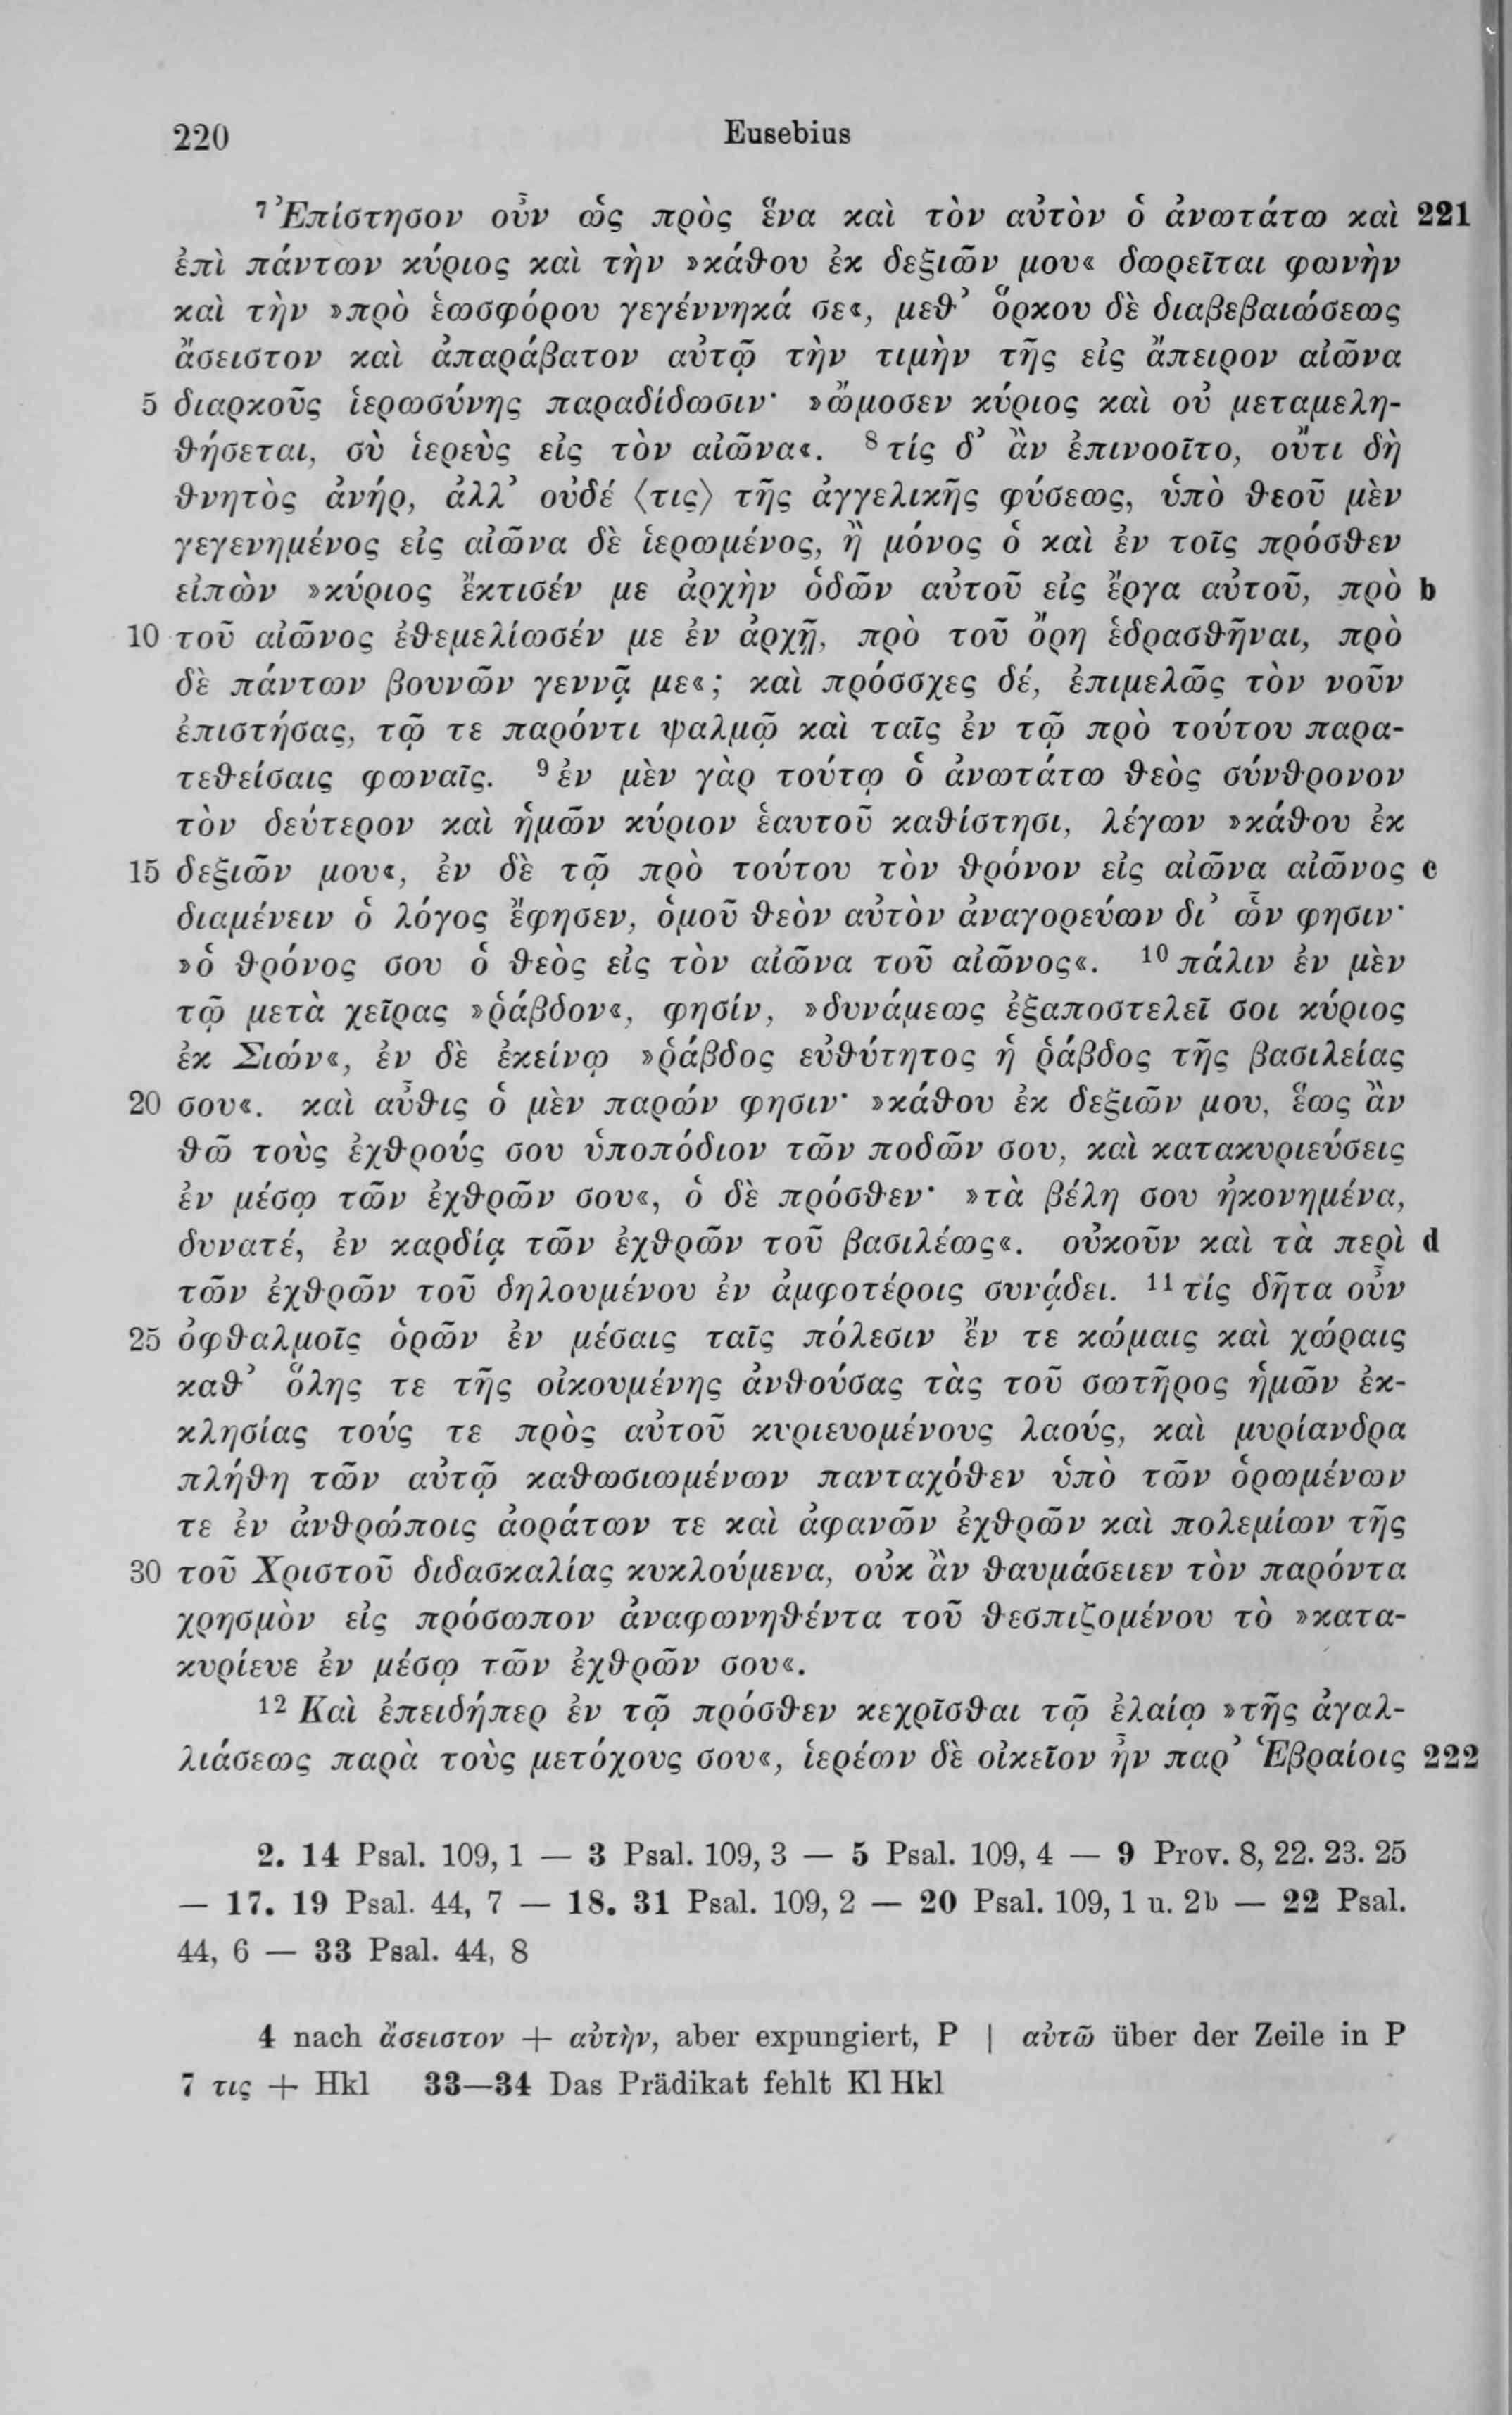 220 Eusebius
⁷ Ἐπίστησον οὖν ὡς πρὸς ἕνα καὶ τὸν αὐτὸν ὁ ἀνωτάτω καὶ 221
ἐπὶ πάντων κύριος καὶ τὴν »κάθου ἐκ δεξιῶν μου« δωρεῖται φωνὴν
καὶ τὴν »πρὸ ἑωσφόρου γεγέννηκά σε«, μεθ’ ὅρκου δὲ διαβεβαιώσεως
ἄσειστον καὶ ἀπαράβατον αὐτῷ τὴν τιμὴν τῆς εἰς ἄπειρον αἰῶνα
5 διαρκοῦς ἱερωσύνης παραδίδωσιν· »ὤμοσεν κύριος καὶ οὐ μεταμελη-
θήσεται, σὺ ἱερεὺς εἰς τὸν αἰῶνα«. ⁸ τίς δ’ ἂν ἐπινοοῖτο, οὔτι δὴ
θνητὸς ἀνήρ, ἀλλ’ οὐδέ ⟨τις⟩ τῆς ἀγγελικῆς φύσεως, ὑπὸ θεοῦ μὲν
γεγενημένος εἰς αἰῶνα δὲ ἱερωμένος, ἢ μόνος ὁ καὶ ἐν τοῖς πρόσθεν
εἰπὼν »κύριος ἔκτισέν με ἀρχὴν ὁδῶν αὐτοῦ εἰς ἔργα αὐτοῦ, πρὸ b
10 τοῦ αἰῶνος ἐθεμελίωσέν με ἐν ἀρχῇ, πρὸ τοῦ ὄρη ἑδρασθῆναι, πρὸ
δὲ πάντων βουνῶν γεννᾷ με«; καὶ πρόσσχες δέ, ἐπιμελῶς τὸν νοῦν
ἐπιστήσας, τῷ τε παρόντι ψαλμῷ καὶ ταῖς ἐν τῷ πρὸ τούτου παρα-
τεθείσαις φωναῖς. ⁹ ἐν μὲν γὰρ τούτῳ ὁ ἀνωτάτω θεὸς σύνθρονον
τὸν δεύτερον καὶ ἡμῶν κύριον ἑαυτοῦ καθίστησι, λέγων »κάθου ἐκ
15 δεξιῶν μου«, ἐν δὲ τῷ πρὸ τούτου τὸν θρόνον εἰς αἰῶνα αἰῶνος c
διαμένειν ὁ λόγος ἔφησεν, ὁμοῦ θεὸν αὐτὸν ἀναγορεύων δι’ ὧν φησιν·
»ὁ θρόνος σου ὁ θεὸς εἰς τὸν αἰῶνα τοῦ αἰῶνος«. ¹⁰ πάλιν ἐν μὲν
τῷ μετὰ χεῖρας »ῥάβδον«, φησίν, »δυνάμεως ἐξαποστελεῖ σοι κύριος
ἐκ Σιών«, ἐν δὲ ἐκείνῳ »ῥάβδος εὐθύτητος ἡ ῥάβδος τῆς βασιλείας
20 σου«. καὶ αὖθις ὁ μὲν παρών φησιν· »κάθου ἐκ δεξιῶν μου, ἕως ἂν
θῶ τοὺς ἐχθρούς σου ὑποπόδιον τῶν ποδῶν σου, καὶ κατακυριεύσεις
ἐν μέσῳ τῶν ἐχθρῶν σου«, ὁ δὲ πρόσθεν· »τὰ βέλη σου ἠκονημένα,
δυνατέ, ἐν καρδίᾳ τῶν ἐχθρῶν τοῦ βασιλέως«. οὐκοῦν καὶ τὰ περὶ d
τῶν ἐχθρῶν τοῦ δηλουμένου ἐν ἀμφοτέροις συνᾴδει. ¹¹ τίς δῆτα οὖν
25 ὀφθαλμοῖς ὁρῶν ἐν μέσαις ταῖς πόλεσιν ἔν τε κώμαις καὶ χώραις
καθ’ ὅλης τε τῆς οἰκουμένης ἀνθούσας τὰς τοῦ σωτῆρος ἡμῶν ἐκ-
κλησίας τούς τε πρὸς αὐτοῦ κυριευομένους λαούς, καὶ μυρίανδρα
πλήθη τῶν αὐτῷ καθωσιωμένων πανταχόθεν ὑπὸ τῶν ὁρωμένων
τε ἐν ἀνθρώποις ἀοράτων τε καὶ ἀφανῶν ἐχθρῶν καὶ πολεμίων τῆς
30 τοῦ Χριστοῦ διδασκαλίας κυκλούμενα, οὐκ ἂν θαυμάσειεν τὸν παρόντα
χρησμὸν εἰς πρόσωπον ἀναφωνηθέντα τοῦ θεσπιζομένου τὸ »κατα-
κυρίευε ἐν μέσῳ τῶν ἐχθρῶν σου«.
¹² Καὶ ἐπειδήπερ ἐν τῷ πρόσθεν κεχρῖσθαι τῷ ἐλαίῳ »τῆς ἀγαλ-
λιάσεως παρὰ τοὺς μετόχους σου«, ἱερέων δὲ οἰκεῖον ἦν παρ’ Ἑβραίοις 222
2. 14 Psal. 109, 1 — 3 Psal. 109, 3 — 5 Psal. 109, 4 — 9 Prov. 8, 22. 23. 25
— 17. 19 Psal. 44, 7 — 18. 31 Psal. 109, 2 — 20 Psal. 109, 1 u. 2b — 22 Psal.
44, 6 — 33 Psal. 44, 8
4 nach ἄσειστον + αὐτὴν, aber expungiert, P | αὐτῶ über der Zeile in P
7 τις + Hkl 33—34 Das Prädikat fehlt Kl Hkl